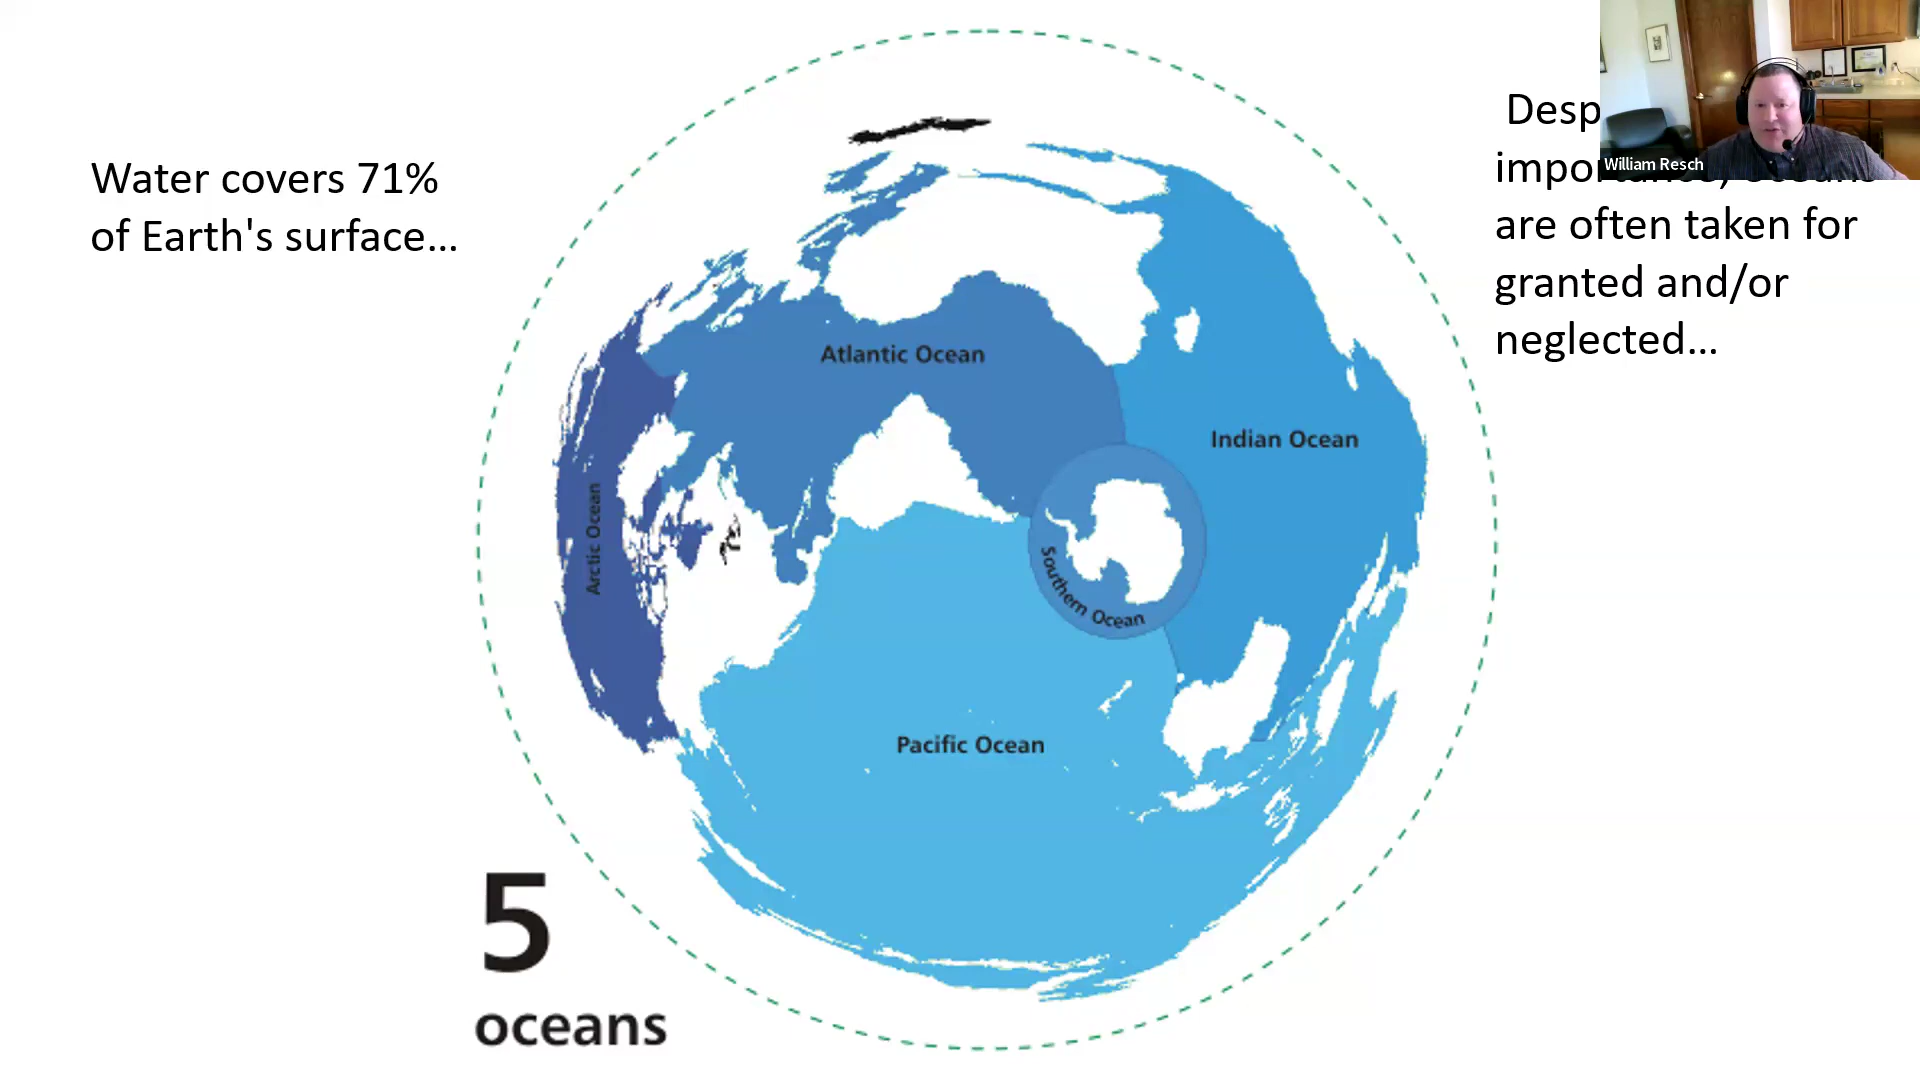 Water covers 71%
of Earth's surface...
Desp
are often taken for
granted and/or
neglected...
William Resch
Atlantic Ocean
Indian Ocean
Arctic Ocean
Southern Ocean
Pacific Ocean
5
oceans